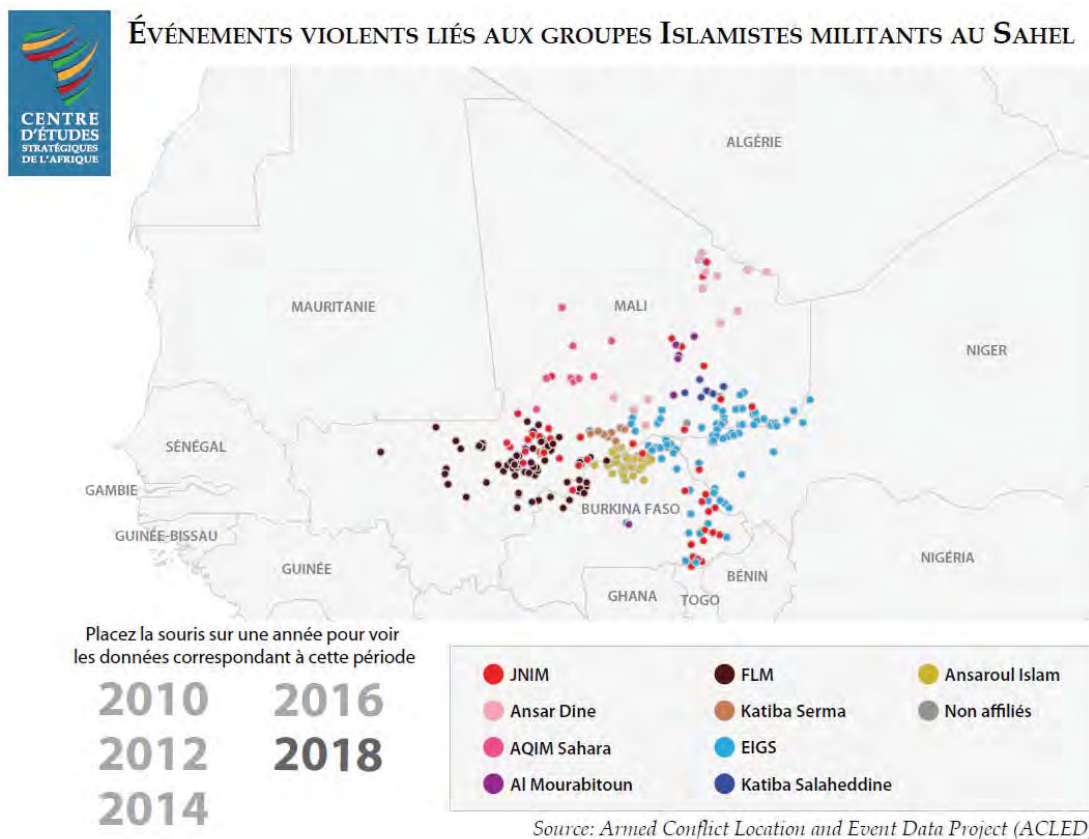 ÉVÉNEMENTS VIOLENTS LIÉS AUX GROUPES ISLAMISTES MILITANTS AU SAHEL
CENTRE
D'ÉTUDES
STRATÉGIQUES
DE L'AFRIQUE
ALGÉRIE
MAURITANIE
MALI
NIGER
SÉNÉGAL
GAMBIE
BURKINA FASO
GUINÉE-BISSAU
GUINÉE
NIGÉRIA
BÉNIN
GHANA
TOGO
Placez la souris sur une année pour voir
les données correspondant à cette période
2010
2016
2012
2018
2014
JNIM
FLM
Ansaroul Islam
Ansar Dine
Katiba Serma
Non affiliés
AQIM Sahara
EIGS
Al Mourabitoun
Katiba Salaheddine
Source: Armed Conflict Location and Event Data Project (ACLED